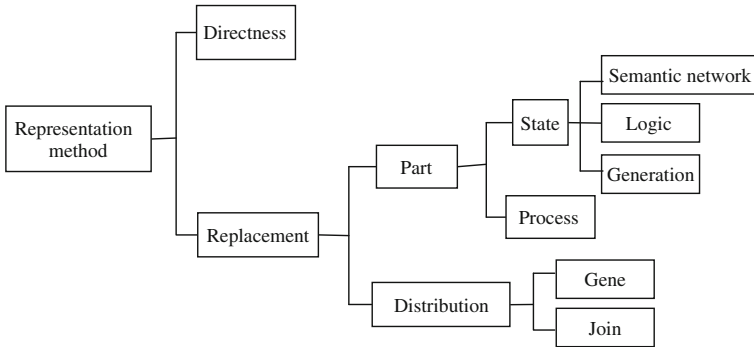 Directness
Semantic network
Representation
method
State
Logic
Part
Generation
Process
Replacement
Gene
Distribution
Join